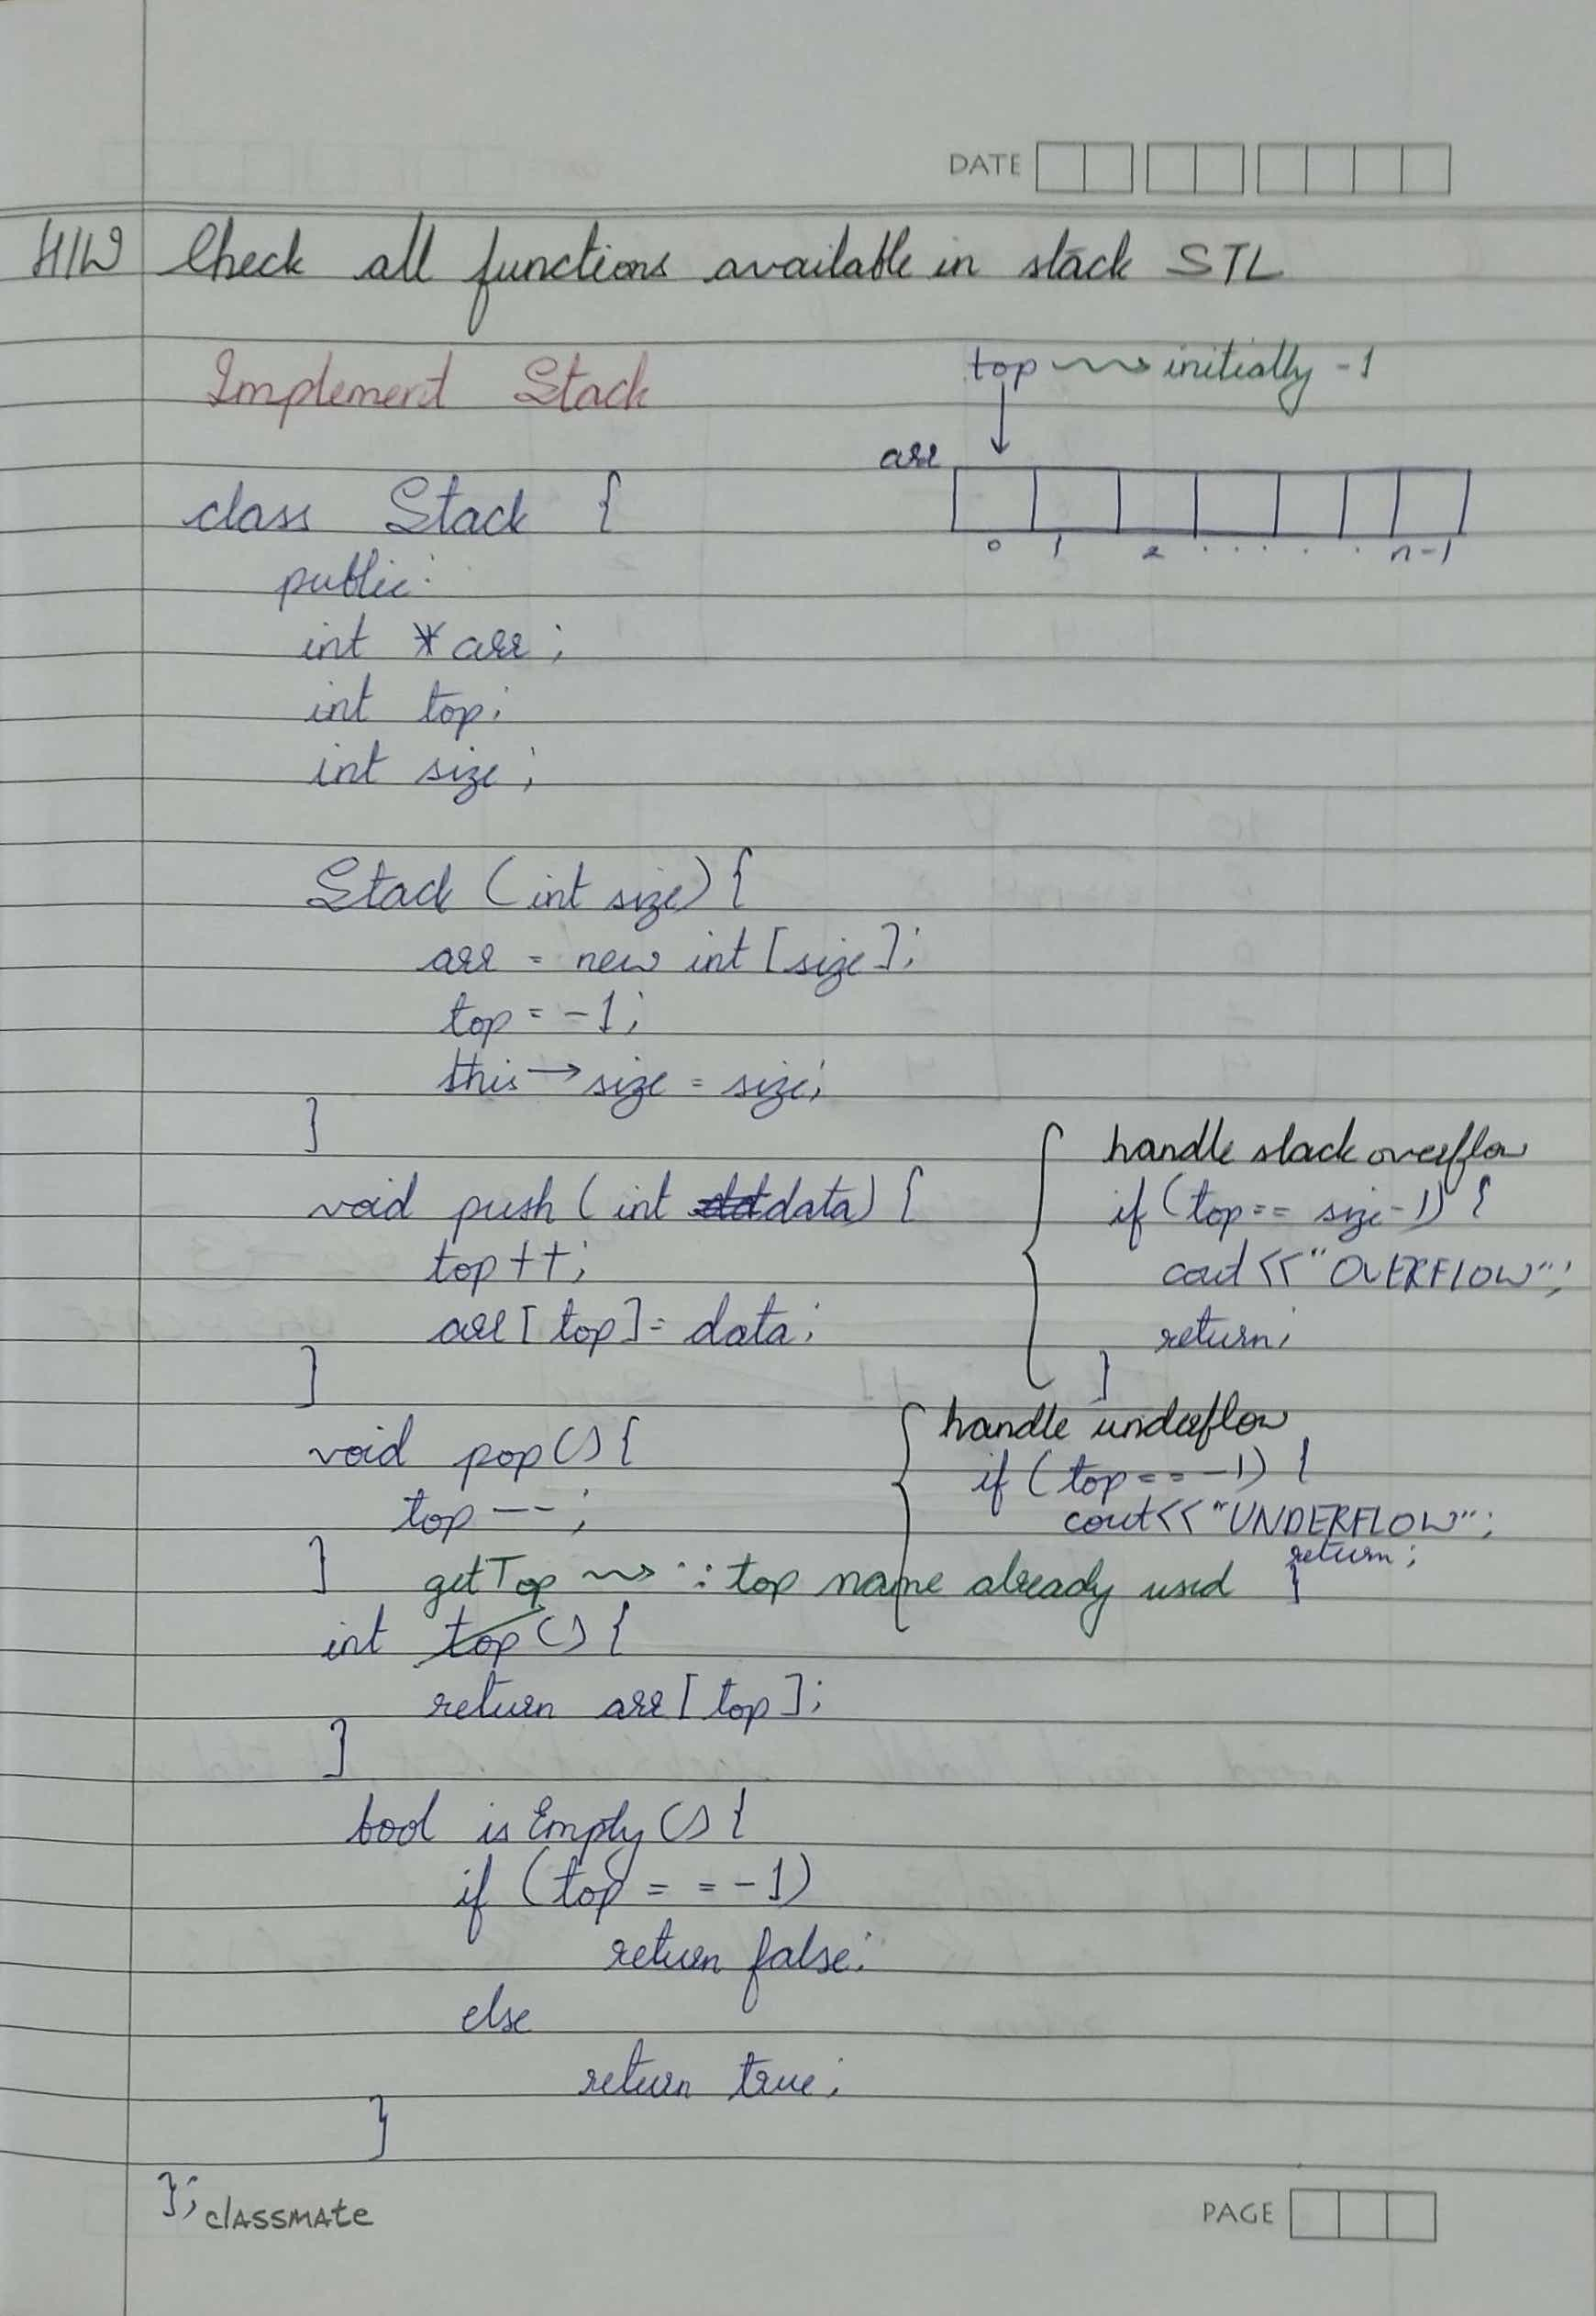 DATE
H/W Check all functions available in stack STL
Implement Stack
top ⇝ initially -1
arr
0 1 2 . . . . . n-1
class Stack {
public:
int *arr;
int top;
int size;
Stack (int size) {
arr = new int [size];
top = -1;
this→size = size;
}
void push (int data) {
top++;
arr[top] = data;
}
handle stack overflow
if (top == size-1) {
cout << "OVERFLOW";
return;
}
void pop() {
top--;
}
handle underflow
if (top == -1) {
cout << "UNDERFLOW";
return;
}
getTop ⇝ ∵ top name already used
int top() {
return arr[top];
}
bool isEmpty() {
if (top == -1)
return false;
else
return true;
}
};
classmate
PAGE